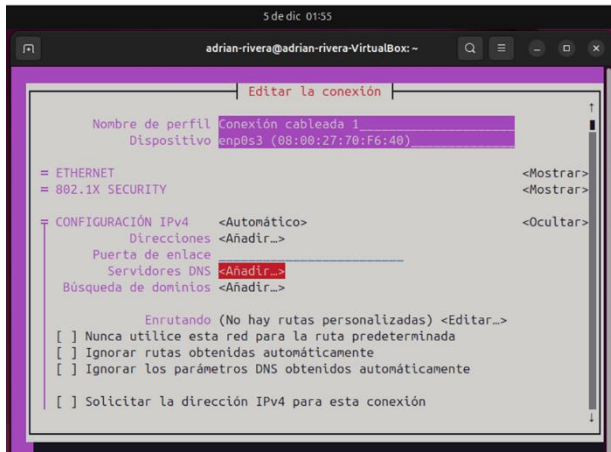 5 de dic 01:55
adrian-rivera@adrian-rivera-VirtualBox: ~
Editar la conexión
Nombre de perfil Conexión cableada 1
Dispositivo enp0s3 (08:00:27:70:F6:40)
= ETHERNET <Mostrar>
= 802.1X SECURITY <Mostrar>
CONFIGURACIÓN IPv4 <Automático> <Ocultar>
Direcciones <Añadir…>
Puerta de enlace
Servidores DNS <Añadir…>
Búsqueda de dominios <Añadir…>
Enrutando (No hay rutas personalizadas) <Editar…>
[ ] Nunca utilice esta red para la ruta predeterminada
[ ] Ignorar rutas obtenidas automáticamente
[ ] Ignorar los parámetros DNS obtenidos automáticamente
[ ] Solicitar la dirección IPv4 para esta conexión